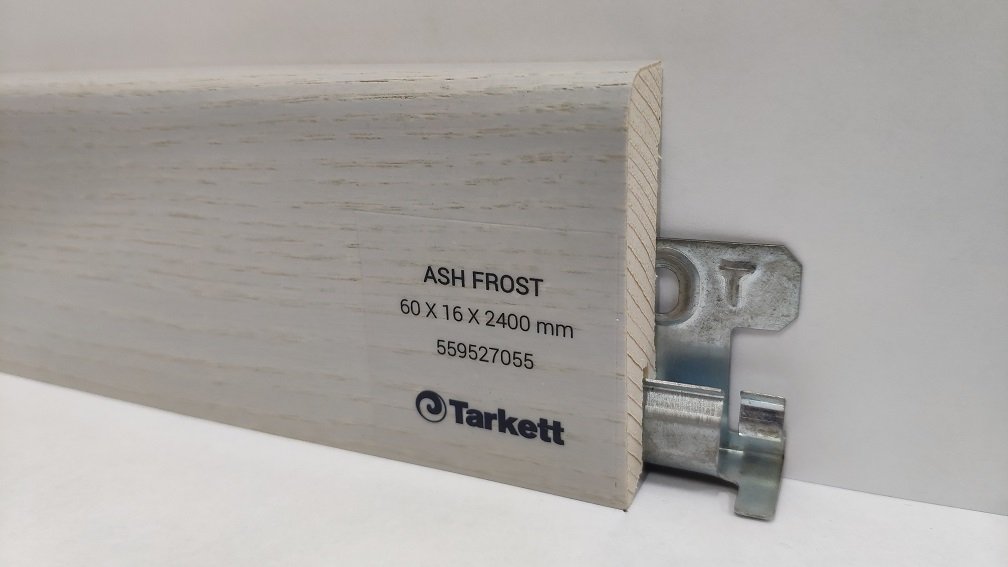 ASH FROST
60 X 16 X 2400 mm
559527055
Tarkett
T